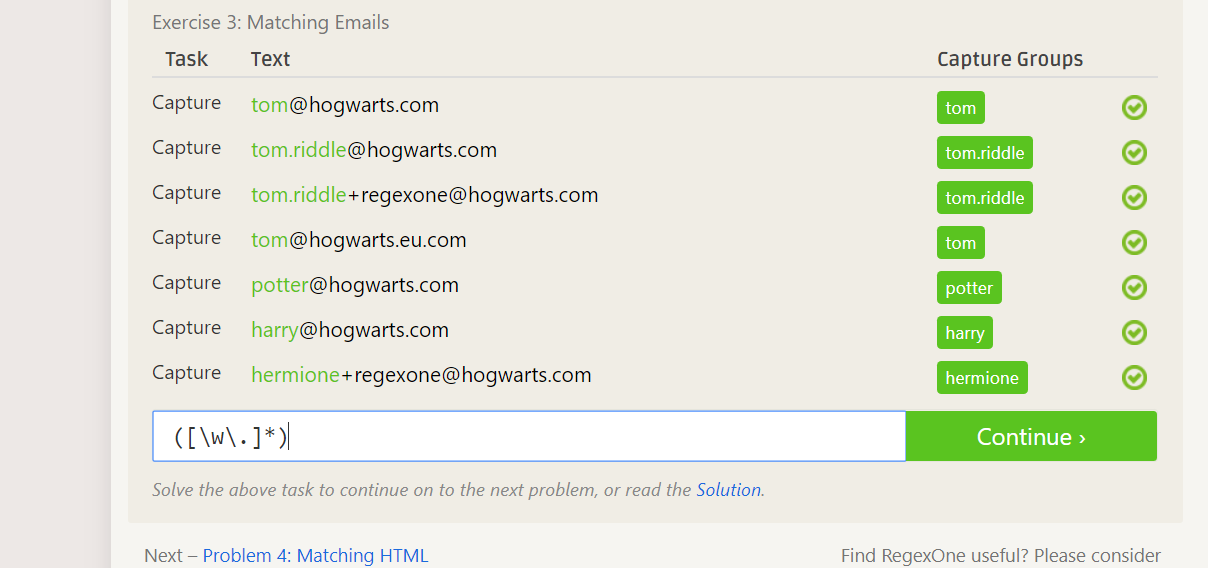 Exercise 3: Matching Emails
Task Text Capture Groups
Capture tom@hogwarts.com tom
Capture tom.riddle@hogwarts.com tom.riddle
Capture tom.riddle+regexone@hogwarts.com tom.riddle
Capture tom@hogwarts.eu.com tom
Capture potter@hogwarts.com potter
Capture harry@hogwarts.com harry
Capture hermione+regexone@hogwarts.com hermione
([\w\.]*) Continue ›
Solve the above task to continue on to the next problem, or read the Solution.
Next – Problem 4: Matching HTML Find RegexOne useful? Please consider